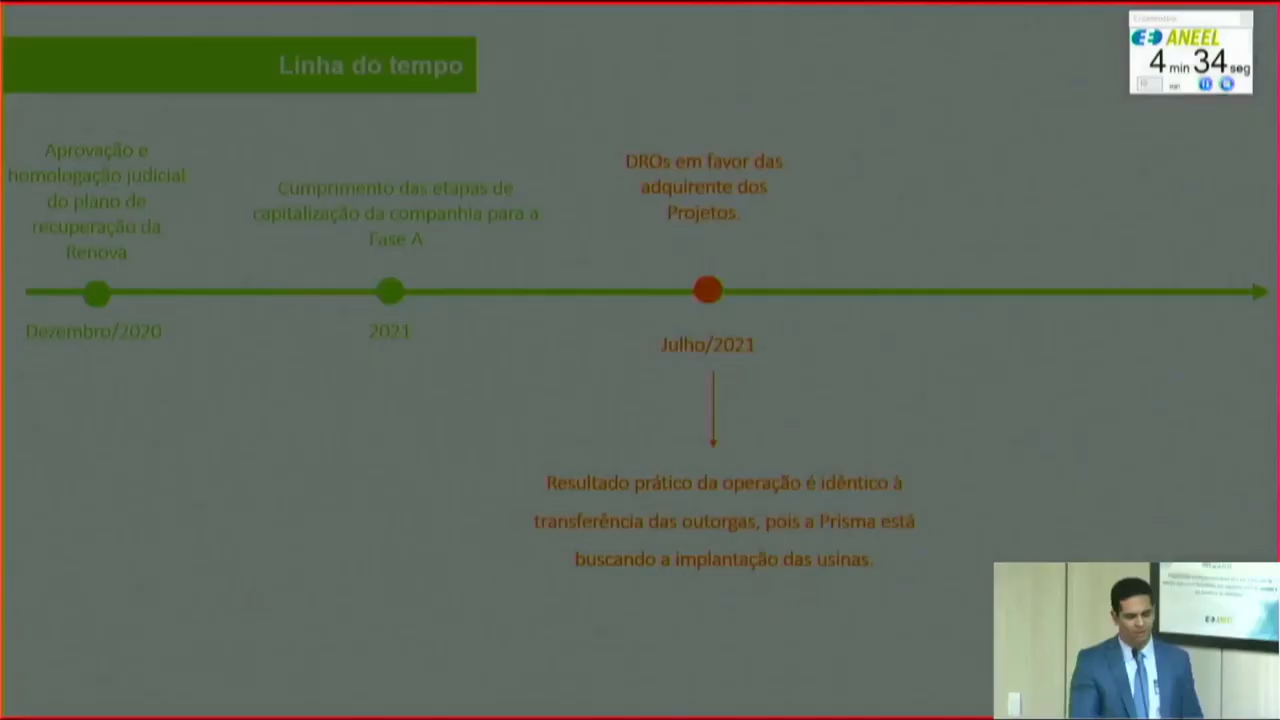 Linha do tempo
ANEEL
4 min 34 seg
min
Aprovação e
homologação judicial
do plano de
recuperação da
Renova
Cumprimento das etapas de
capitalização da companhia para a
Fase A
DROs em favor das
adquirente dos
Projetos.
Dezembro/2020
2021
Julho/2021
Resultado prático da operação é idêntico à
transferência das outorgas, pois a Prisma está
buscando a implantação das usinas.
ANEEL